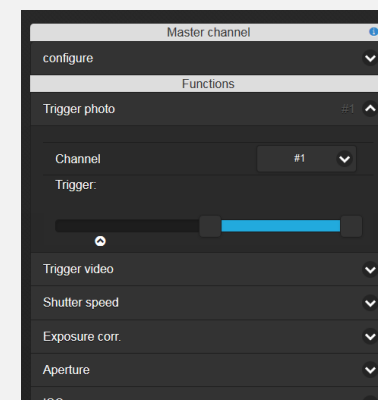 Master channel
configure
Functions
Trigger photo #1
Channel #1
Trigger:
Trigger video
Shutter speed
Exposure corr.
Aperture